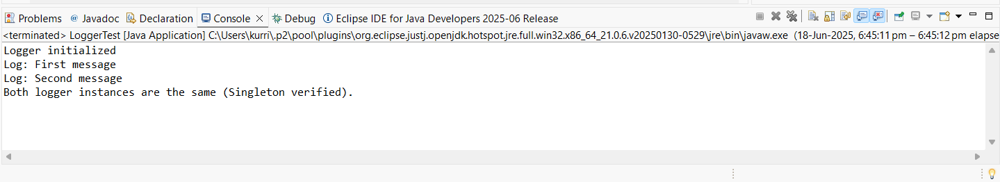 Problems @ Javadoc Declaration Console Debug Eclipse IDE for Java Developers 2025-06 Release
<terminated> LoggerTest [Java Application] C:\Users\kurri\.p2\pool\plugins\org.eclipse.justj.openjdk.hotspot.jre.full.win32.x86_64_21.0.6.v20250130-0529\jre\bin\javaw.exe (18-Jun-2025, 6:45:11 pm – 6:45:12 pm elapse
Logger initialized
Log: First message
Log: Second message
Both logger instances are the same (Singleton verified).